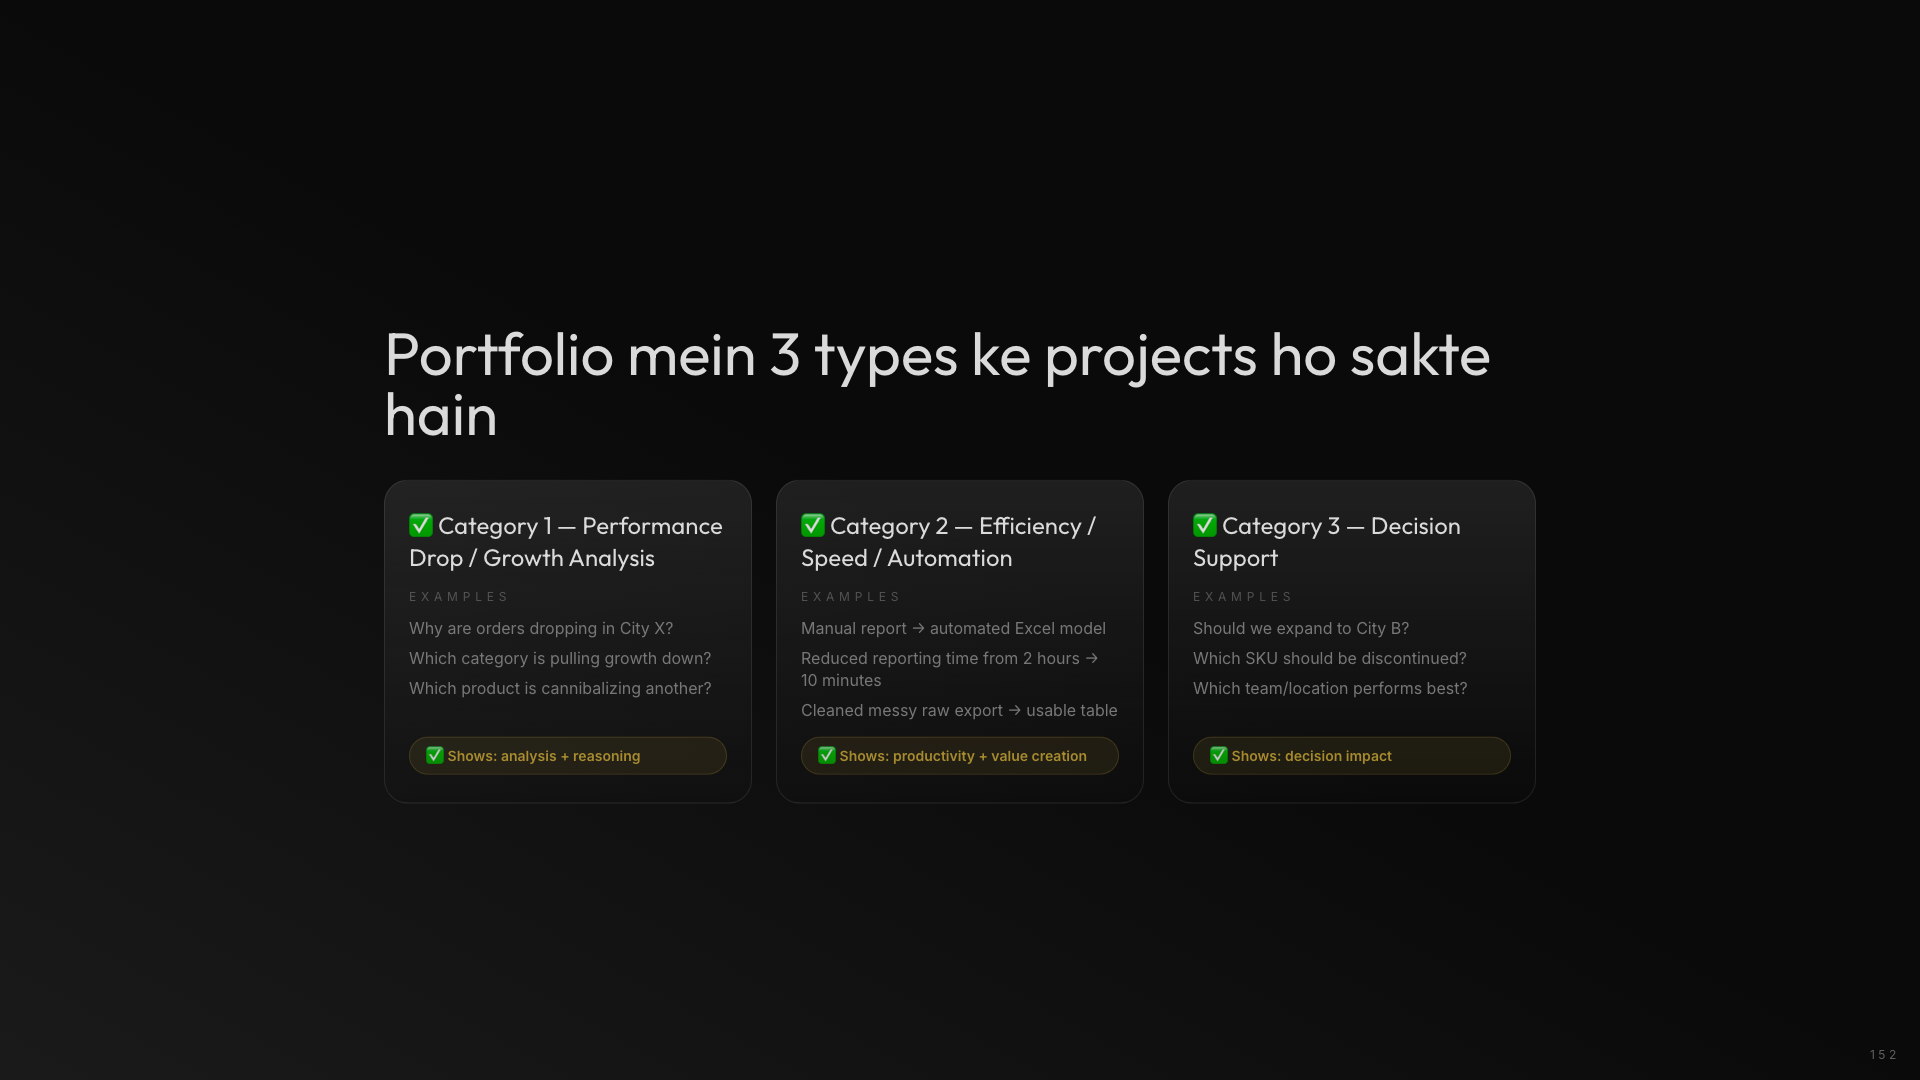 Portfolio mein 3 types ke projects ho sakte
hain
✅ Category 1 — Performance
Drop / Growth Analysis
EXAMPLES
Why are orders dropping in City X?
Which category is pulling growth down?
Which product is cannibalizing another?
✅ Shows: analysis + reasoning
✅ Category 2 — Efficiency /
Speed / Automation
EXAMPLES
Manual report → automated Excel model
Reduced reporting time from 2 hours →
10 minutes
Cleaned messy raw export → usable table
✅ Shows: productivity + value creation
✅ Category 3 — Decision
Support
EXAMPLES
Should we expand to City B?
Which SKU should be discontinued?
Which team/location performs best?
✅ Shows: decision impact
152